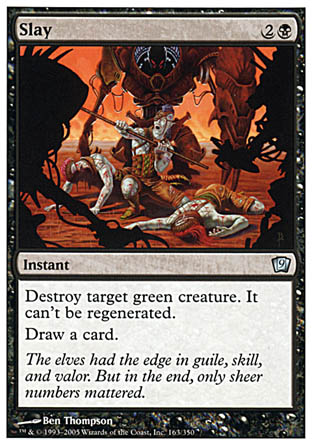 Slay 2
Instant 9
Destroy target green creature. It
can't be regenerated.
Draw a card.
The elves had the edge in guile, skill,
and valor. But in the end, only sheer
numbers mattered.
Ben Thompson
™ & © 1993–2005 Wizards of the Coast, Inc. 163/350